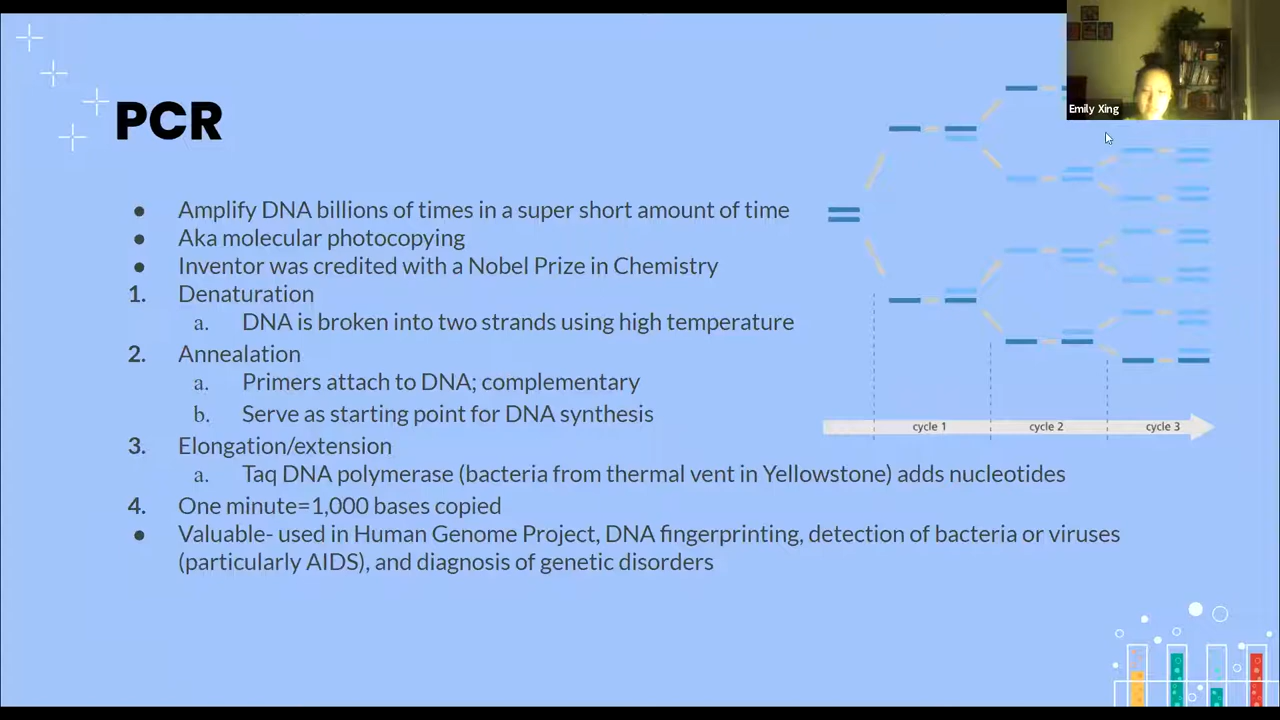 Emily Xing
PCR
● Amplify DNA billions of times in a super short amount of time
● Aka molecular photocopying
● Inventor was credited with a Nobel Prize in Chemistry
1. Denaturation
a. DNA is broken into two strands using high temperature
2. Annealation
a. Primers attach to DNA; complementary
b. Serve as starting point for DNA synthesis
3. Elongation/extension
a. Taq DNA polymerase (bacteria from thermal vent in Yellowstone) adds nucleotides
4. One minute=1,000 bases copied
● Valuable- used in Human Genome Project, DNA fingerprinting, detection of bacteria or viruses
(particularly AIDS), and diagnosis of genetic disorders
cycle 1
cycle 2
cycle 3